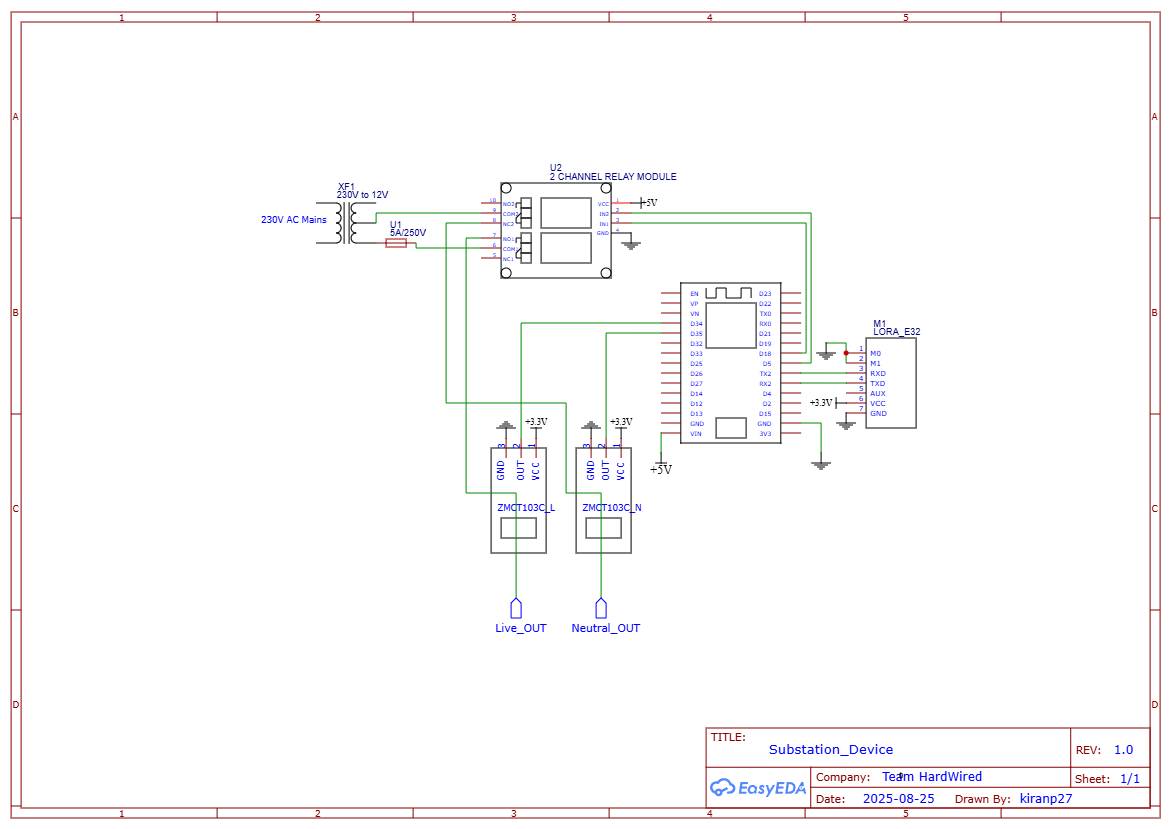 1 2 3 4 5
A A
B B
C C
D D
U2
2 CHANNEL RELAY MODULE
XF1
230V to 12V
230V AC Mains
U1
5A/250V
10 NO2
9 COM2
8 NC2
7 NO1
6 COM1
5 NC1
VCC 1 +5V
IN2 2
IN1 3
GND 4
EN D23
VP D22
VN TX0
D34 RX0
D35 D21
D32 D19
D33 D18
D25 D5
D26 TX2
D27 RX2
D14 D4
D12 D2
D13 D15
GND GND
VIN 3V3
+5V
M1
LORA_E32
1 M0
2 M1
3 RXD
4 TXD
5 AUX
+3.3V 6 VCC
7 GND
+3.3V +3.3V
3 2 1 3 2 1
GND OUT VCC GND OUT VCC
ZMCT103C_L ZMCT103C_N
Live_OUT Neutral_OUT
TITLE:
Substation_Device
REV: 1.0
EasyEDA
Company: Team HardWired
Sheet: 1/1
Date: 2025-08-25 Drawn By: kiranp27
1 2 3 4 5